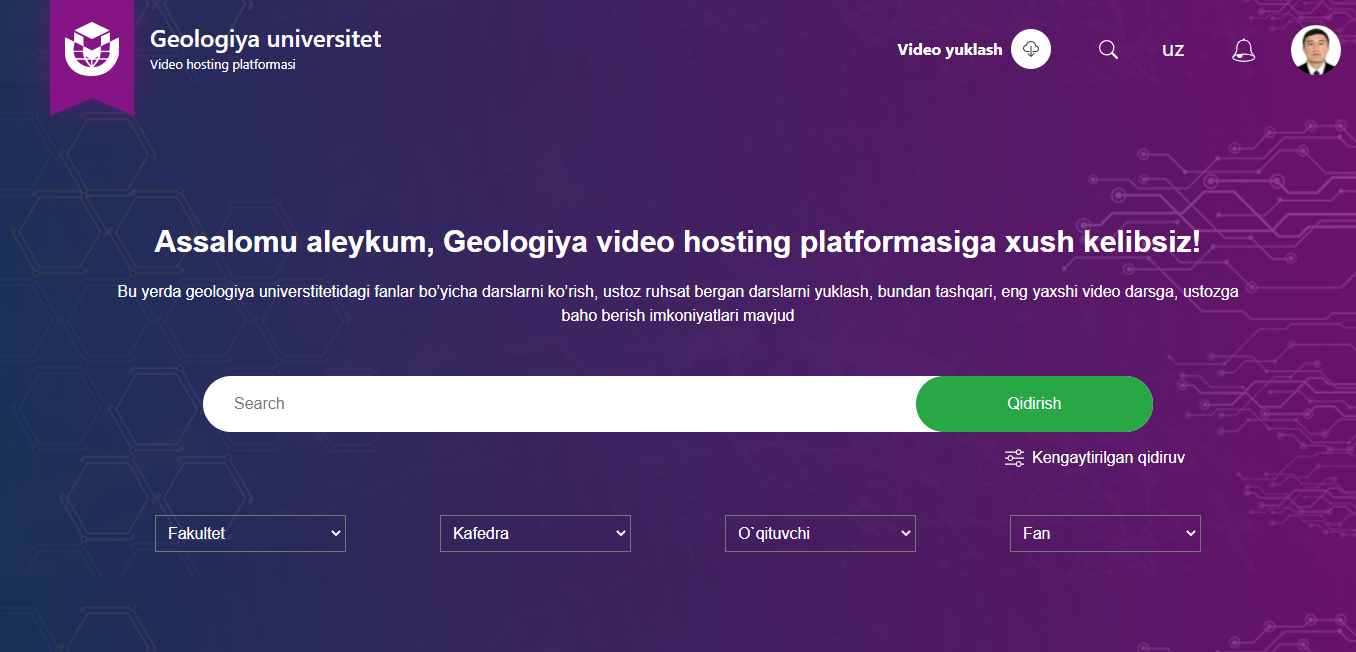 Geologiya universitet
Video hosting platformasi
Video yuklash
UZ
Assalomu aleykum, Geologiya video hosting platformasiga xush kelibsiz!
Bu yerda geologiya universtitetidagi fanlar bo’yicha darslarni ko’rish, ustoz ruhsat bergan darslarni yuklash, bundan tashqari, eng yaxshi video darsga, ustozga
baho berish imkoniyatlari mavjud
Search
Qidirish
Kengaytirilgan qidiruv
Fakultet
Kafedra
O`qituvchi
Fan